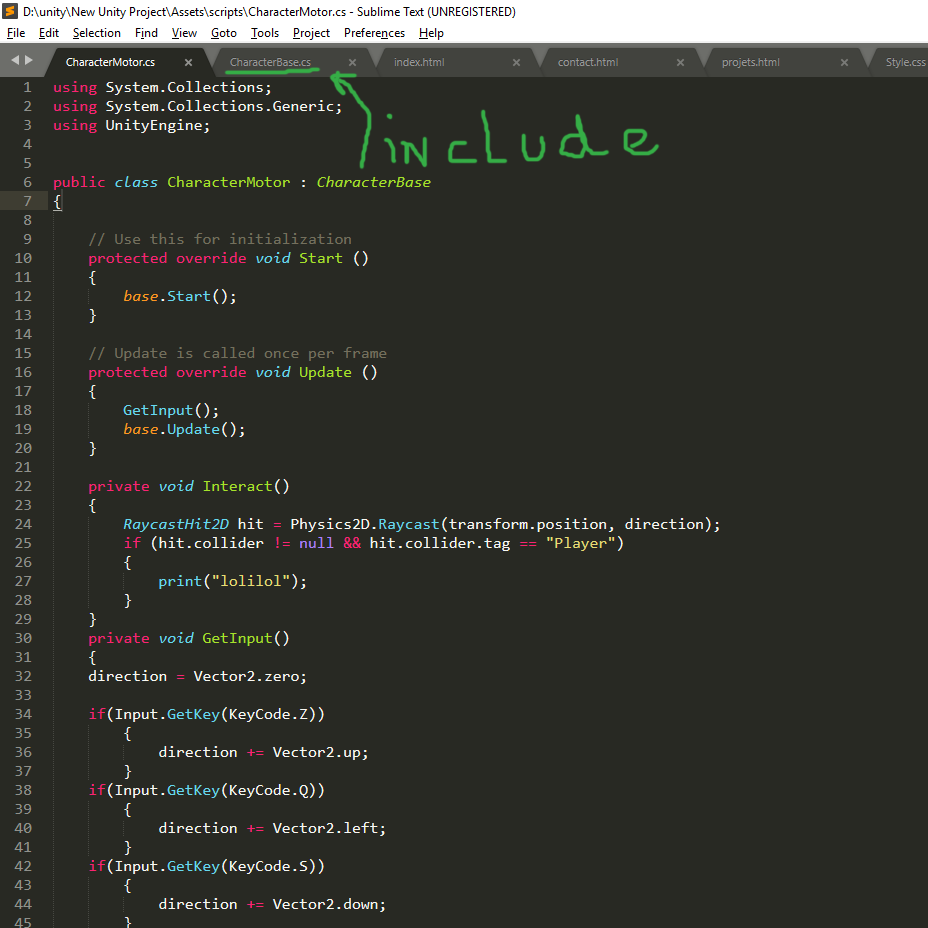 D:\unity\New Unity Project\Assets\scripts\CharacterMotor.cs - Sublime Text (UNREGISTERED)
File Edit Selection Find View Goto Tools Project Preferences Help
CharacterMotor.cs × CharacterBase.cs × index.html × contact.html × projets.html × Style.css
include
1 using System.Collections;
2 using System.Collections.Generic;
3 using UnityEngine;
4
5
6 public class CharacterMotor : CharacterBase
7 {
8
9 // Use this for initialization
10 protected override void Start ()
11 {
12 base.Start();
13 }
14
15 // Update is called once per frame
16 protected override void Update ()
17 {
18 GetInput();
19 base.Update();
20 }
21
22 private void Interact()
23 {
24 RaycastHit2D hit = Physics2D.Raycast(transform.position, direction);
25 if (hit.collider != null && hit.collider.tag == "Player")
26 {
27 print("lolilol");
28 }
29 }
30 private void GetInput()
31 {
32 direction = Vector2.zero;
33
34 if(Input.GetKey(KeyCode.Z))
35 {
36 direction += Vector2.up;
37 }
38 if(Input.GetKey(KeyCode.Q))
39 {
40 direction += Vector2.left;
41 }
42 if(Input.GetKey(KeyCode.S))
43 {
44 direction += Vector2.down;
45 }